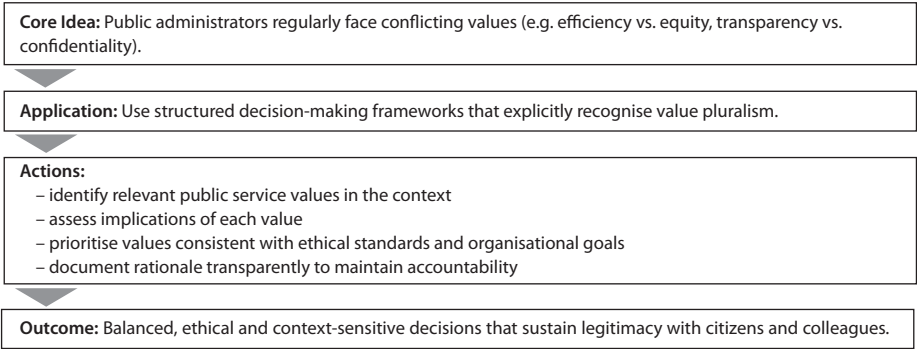 Core Idea: Public administrators regularly face conflicting values (e.g. efficiency vs. equity, transparency vs.
confidentiality).
Application: Use structured decision-making frameworks that explicitly recognise value pluralism.
Actions:
– identify relevant public service values in the context
– assess implications of each value
– prioritise values consistent with ethical standards and organisational goals
– document rationale transparently to maintain accountability
Outcome: Balanced, ethical and context-sensitive decisions that sustain legitimacy with citizens and colleagues.